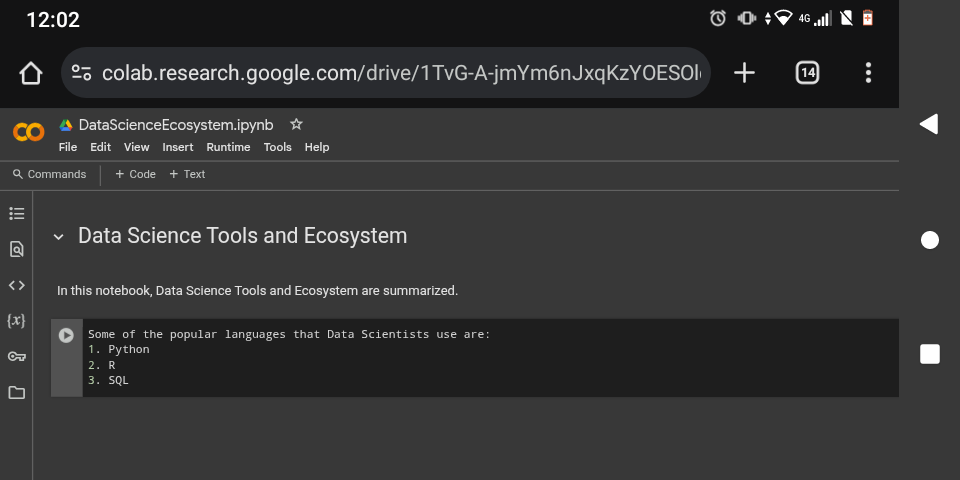 12:02
4G
colab.research.google.com/drive/1TvG-A-jmYm6nJxqKzYOESOl
14
DataScienceEcosystem.ipynb
File Edit View Insert Runtime Tools Help
Commands + Code + Text
Data Science Tools and Ecosystem
In this notebook, Data Science Tools and Ecosystem are summarized.
Some of the popular languages that Data Scientists use are:
1. Python
2. R
3. SQL